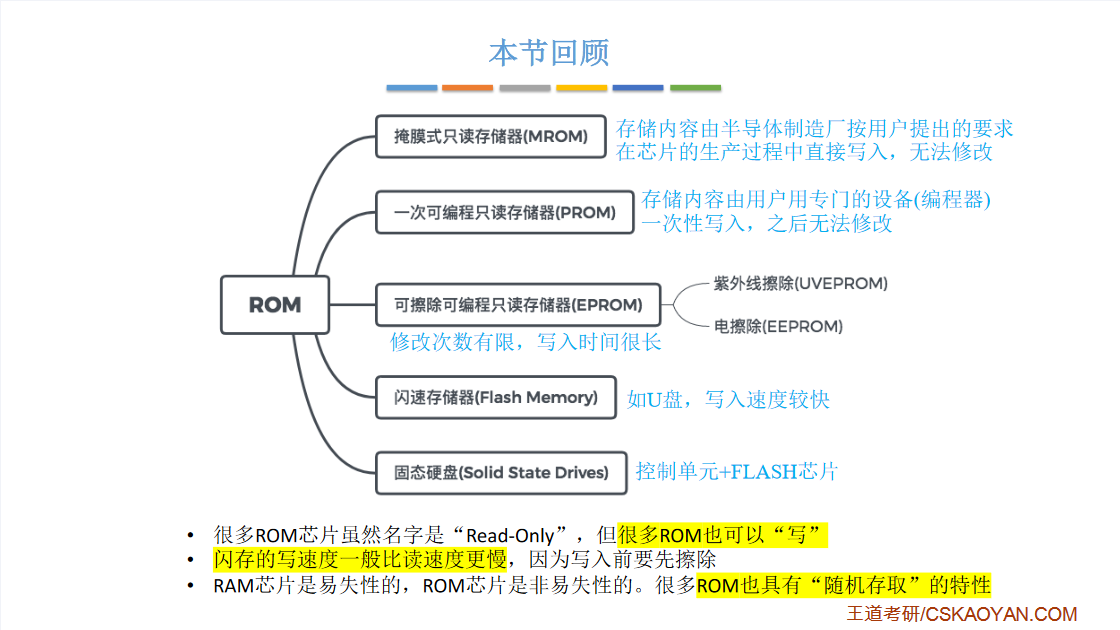 本节回顾
掩膜式只读存储器(MROM)
存储内容由半导体制造厂按用户提出的要求
在芯片的生产过程中直接写入，无法修改
一次可编程只读存储器(PROM)
存储内容由用户用专门的设备(编程器)
一次性写入，之后无法修改
ROM
可擦除可编程只读存储器(EPROM)
紫外线擦除(UVEPROM)
电擦除(EEPROM)
修改次数有限，写入时间很长
闪速存储器(Flash Memory)
如U盘，写入速度较快
固态硬盘(Solid State Drives)
控制单元+FLASH芯片
• 很多ROM芯片虽然名字是“Read-Only”，但很多ROM也可以“写”
• 闪存的写速度一般比读速度更慢，因为写入前要先擦除
• RAM芯片是易失性的，ROM芯片是非易失性的。很多ROM也具有“随机存取”的特性
王道考研/CSKAOYAN.COM